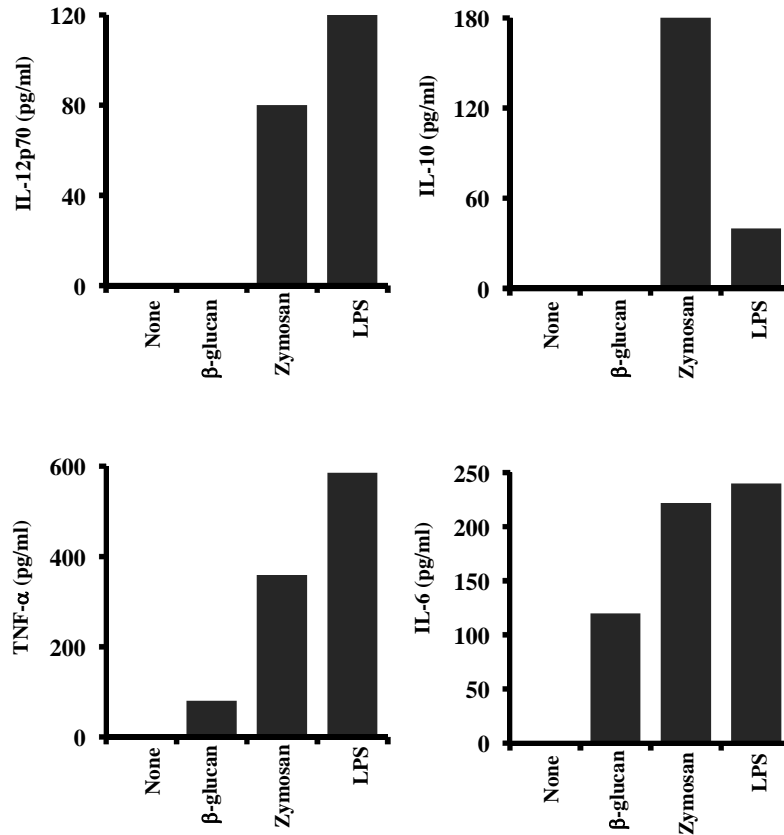 IL-12p70 (pg/ml)
120
80
40
0
None
β-glucan
Zymosan
LPS
IL-10 (pg/ml)
180
120
60
0
None
β-glucan
Zymosan
LPS
TNF-α (pg/ml)
600
400
200
0
None
β-glucan
Zymosan
LPS
IL-6 (pg/ml)
250
200
150
100
50
0
None
β-glucan
Zymosan
LPS